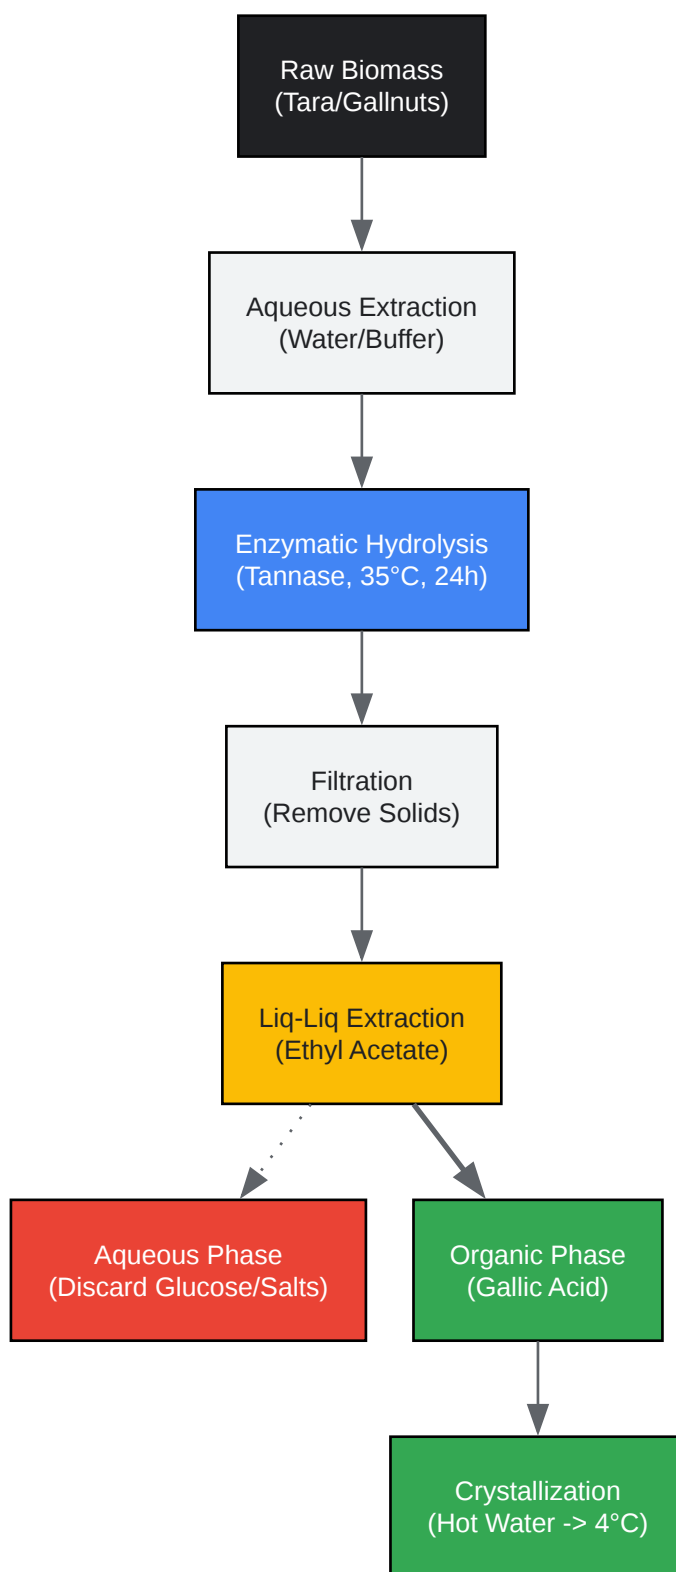 Raw Biomass
(Tara/Gallnuts)
Aqueous Extraction
(Water/Buffer)
Enzymatic Hydrolysis
(Tannase, 35°C, 24h)
Filtration
(Remove Solids)
Liq-Liq Extraction
(Ethyl Acetate)
Aqueous Phase
(Discard Glucose/Salts)
Organic Phase
(Gallic Acid)
Crystallization
(Hot Water -> 4°C)